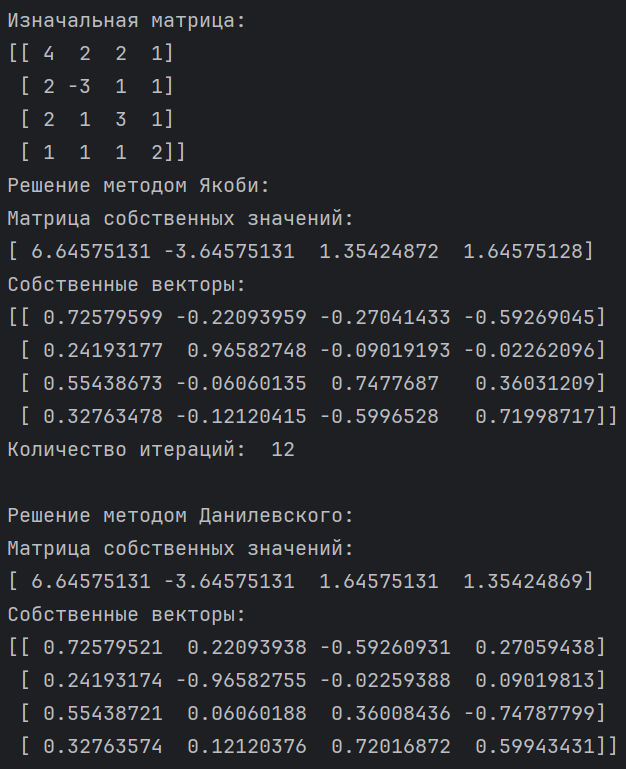 Изначальная матрица:
[[ 4  2  2  1]
 [ 2 -3  1  1]
 [ 2  1  3  1]
 [ 1  1  1  2]]
Решение методом Якоби:
Матрица собственных значений:
[ 6.64575131 -3.64575131  1.35424872  1.64575128]
Собственные векторы:
[[ 0.72579599 -0.22093959 -0.27041433 -0.59269045]
 [ 0.24193177  0.96582748 -0.09019193 -0.02262096]
 [ 0.55438673 -0.06060135  0.7477687   0.36031209]
 [ 0.32763478 -0.12120415 -0.5996528   0.71998717]]
Количество итераций:  12
Решение методом Данилевского:
Матрица собственных значений:
[ 6.64575131 -3.64575131  1.64575131  1.35424869]
Собственные векторы:
[[ 0.72579521  0.22093938 -0.59260931  0.27059438]
 [ 0.24193174 -0.96582755 -0.02259388  0.09019813]
 [ 0.55438721  0.06060188  0.36008436 -0.74787799]
 [ 0.32763574  0.12120376  0.72016872  0.59943431]]